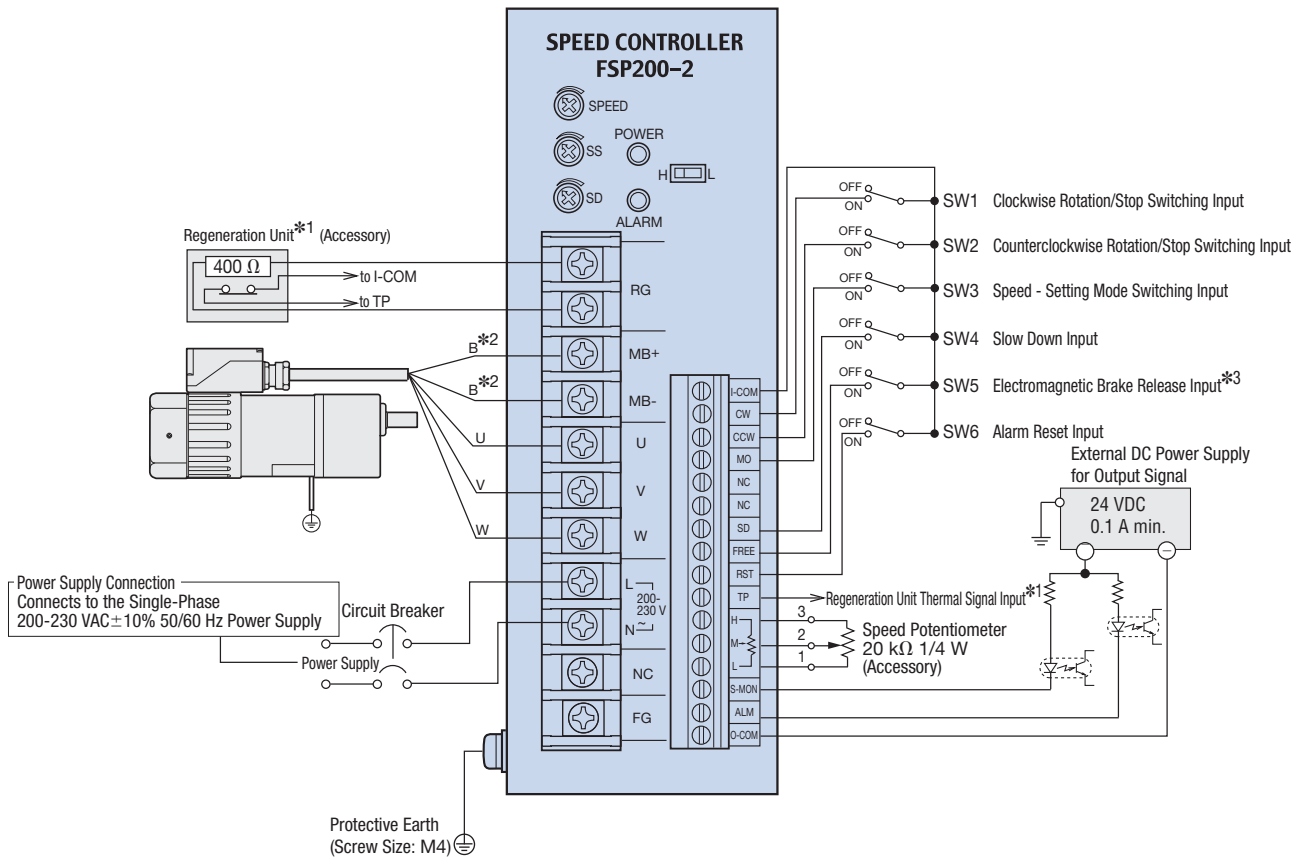 SPEED CONTROLLER
FSP200-2
SPEED
SS
SD
POWER
ALARM
H L
Regeneration Unit*1 (Accessory)
400 Ω
to I-COM
to TP
RG
B*2
MB+
B*2
MB-
U
U
V
V
W
W
Power Supply Connection
Connects to the Single-Phase
200-230 VAC±10% 50/60 Hz Power Supply
Circuit Breaker
Power Supply
L
200-
230 V
N
~
NC
FG
Protective Earth
(Screw Size: M4)
I-COM
CW
CCW
MO
NC
NC
SD
FREE
RST
TP
H
M
L
S-MON
ALM
O-COM
OFF
ON
SW1 Clockwise Rotation/Stop Switching Input
OFF
ON
SW2 Counterclockwise Rotation/Stop Switching Input
OFF
ON
SW3 Speed - Setting Mode Switching Input
OFF
ON
SW4 Slow Down Input
OFF
ON
SW5 Electromagnetic Brake Release Input*3
OFF
ON
SW6 Alarm Reset Input
External DC Power Supply
for Output Signal
24 VDC
0.1 A min.
Regeneration Unit Thermal Signal Input*1
3
2
1
Speed Potentiometer
20 kΩ 1/4 W
(Accessory)